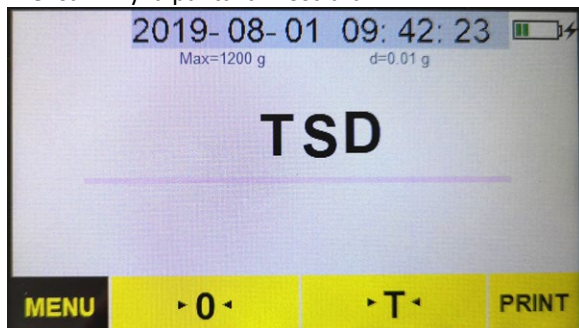 2019-08-01 09:42:23
Max=1200 g d=0.01 g
TSD
MENU ▸0◂ ▸T◂ PRINT